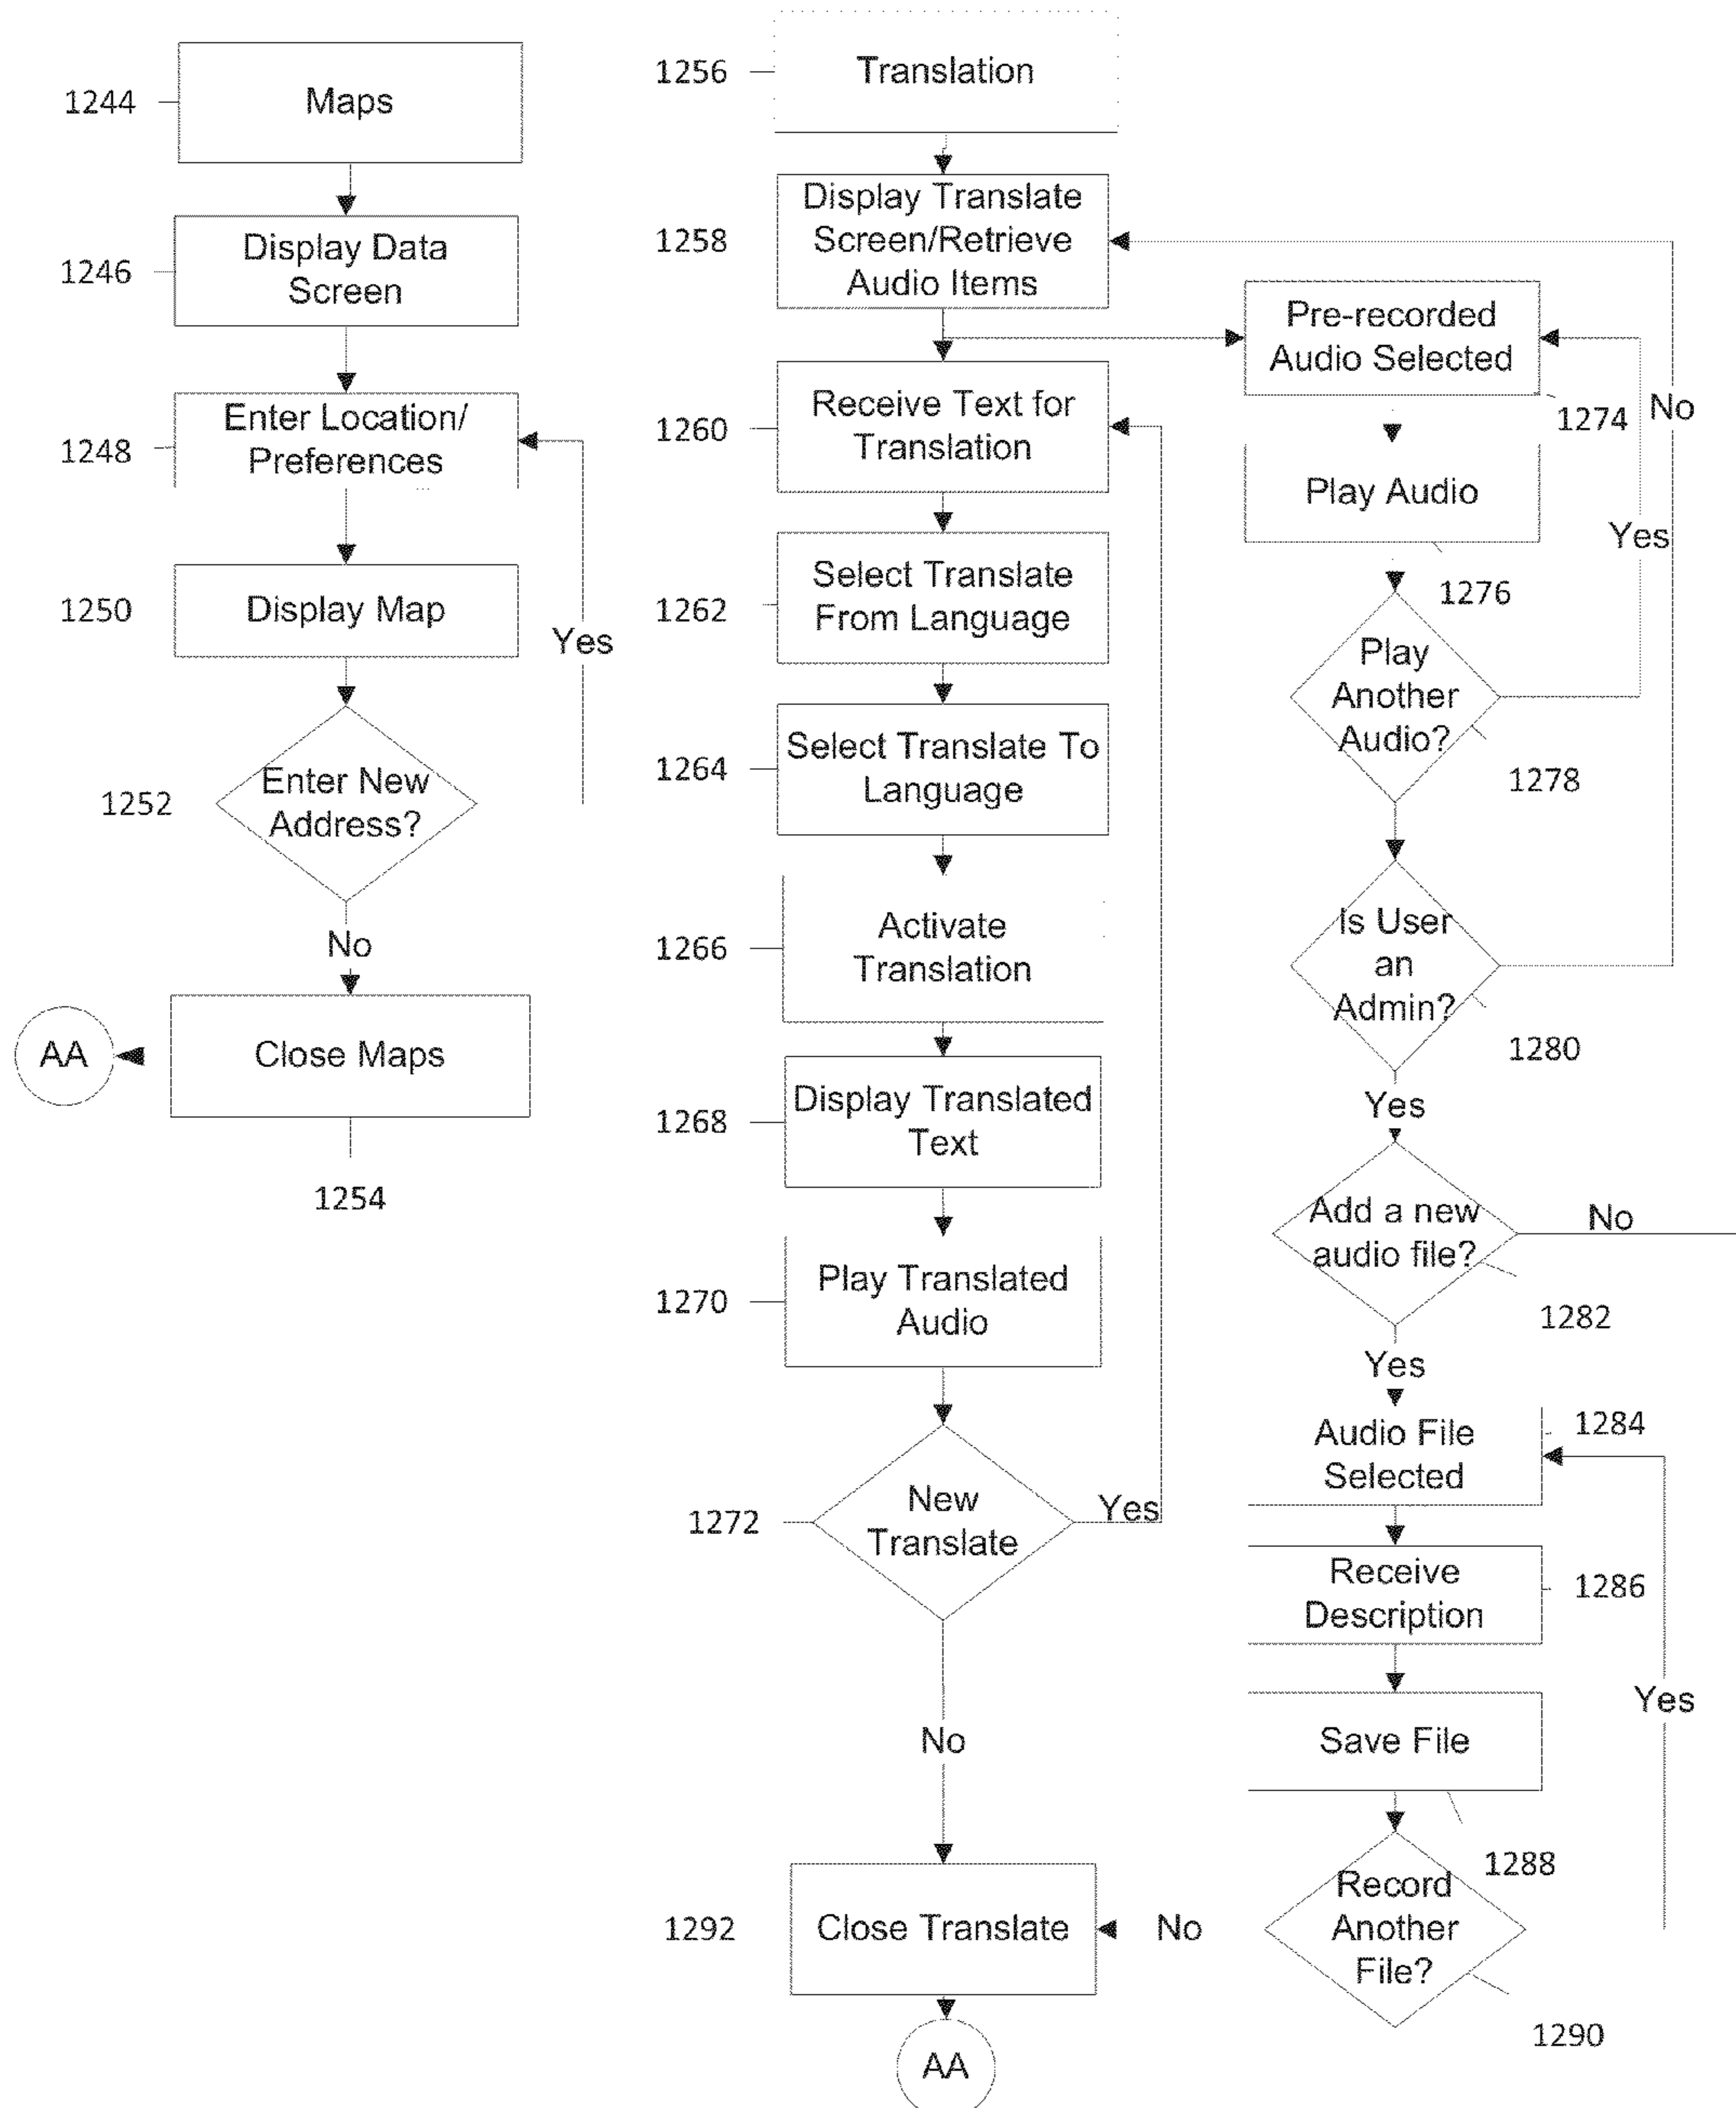 1244
Maps
1246
Display Data
Screen
1248
Enter Location/
Preferences
1250
Display Map
Yes
1252
Enter New
Address?
No
AA
Close Maps
1254
1256
Translation
1258
Display Translate
Screen/Retrieve
Audio Items
1260
Receive Text for
Translation
1262
Select Translate
From Language
1264
Select Translate To
Language
1266
Activate
Translation
1268
Display Translated
Text
1270
Play Translated
Audio
1272
New
Translate
Yes
No
1292
Close Translate
AA
Pre-recorded
Audio Selected
1274
No
Play Audio
Yes
1276
Play
Another
Audio?
1278
Is User
an
Admin?
1280
Yes
Add a new
audio file?
No
1282
Yes
Audio File
Selected
1284
Receive
Description
1286
Save File
Yes
1288
Record
Another
File?
No
1290